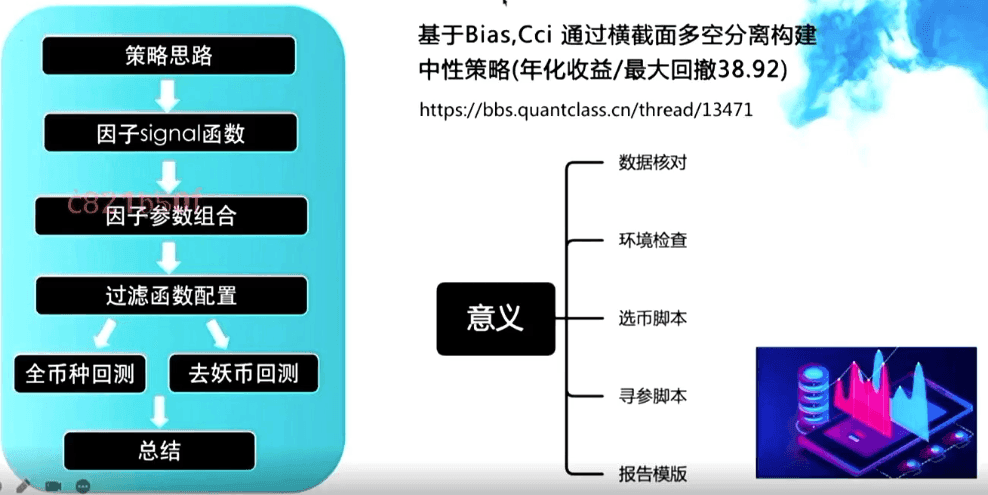 策略思路
因子signal函数
因子参数组合
过滤函数配置
全币种回测
去妖币回测
总结
基于Bias,Cci 通过横截面多空分离构建
中性策略(年化收益/最大回撤38.92)
https://bbs.quantclass.cn/thread/13471
意义
数据核对
环境检查
选币脚本
寻参脚本
报告模版